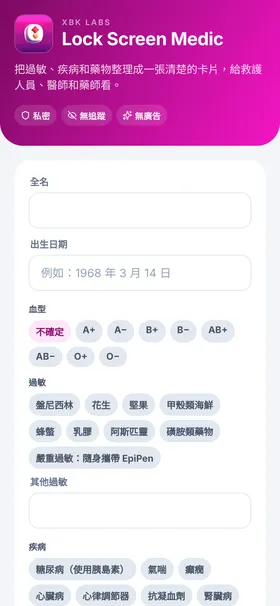 XBK LABS
Lock Screen Medic
把過敏、疾病和藥物整理成一張清楚的卡片，給救護
人員、醫師和藥師看。
私密 無追蹤 無廣告
全名
出生日期
例如：1968 年 3 月 14 日
血型
不確定 A+ A− B+ B− AB+
AB− O+ O−
過敏
盤尼西林 花生 堅果 甲殼類海鮮
蜂螫 乳膠 阿斯匹靈 磺胺類藥物
嚴重過敏：隨身攜帶 EpiPen
其他過敏
疾病
糖尿病（使用胰島素） 氣喘 癲癇
心臟病 心律調節器 抗凝血劑 腎臟病